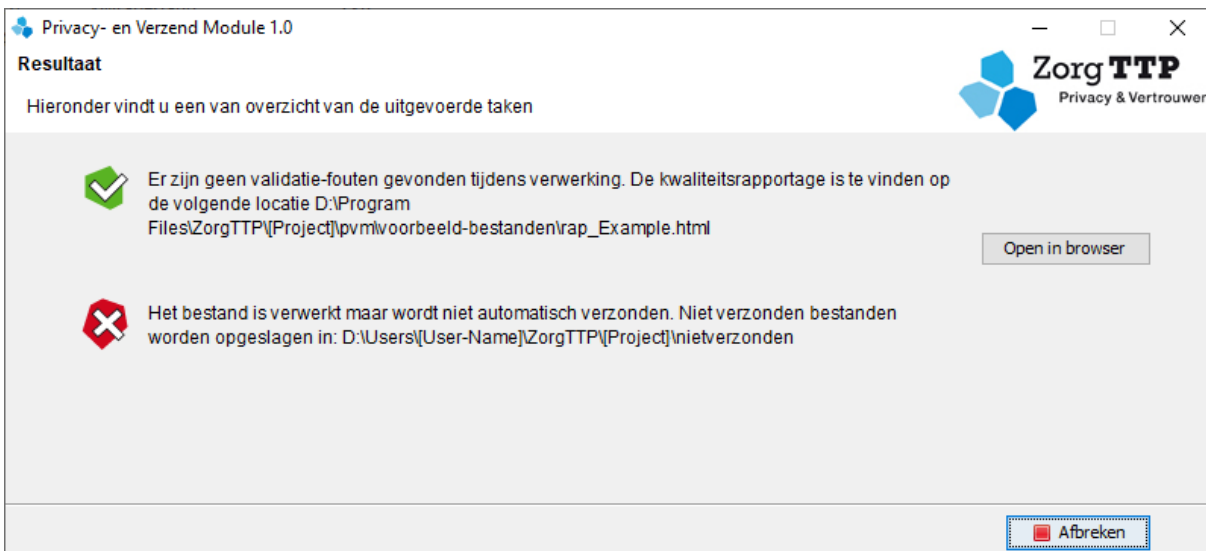 Privacy- en Verzend Module 1.0
Resultaat
Hieronder vindt u een van overzicht van de uitgevoerde taken
Zorg TTP
Privacy & Vertrouwen
Er zijn geen validatie-fouten gevonden tijdens verwerking. De kwaliteitsrapportage is te vinden op
de volgende locatie D:\Program
Files\ZorgTTP\[Project]\pvm\voorbeeld-bestanden\rap_Example.html
Open in browser
Het bestand is verwerkt maar wordt niet automatisch verzonden. Niet verzonden bestanden
worden opgeslagen in: D:\Users\[User-Name]\ZorgTTP\[Project]\nietverzonden
Afbreken